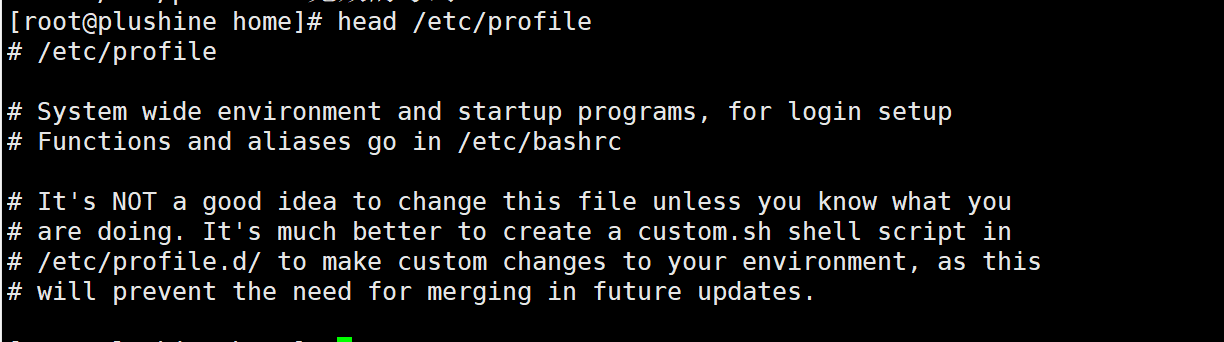 [root@plushine home]# head /etc/profile
# /etc/profile

# System wide environment and startup programs, for login setup
# Functions and aliases go in /etc/bashrc

# It's NOT a good idea to change this file unless you know what you
# are doing. It's much better to create a custom.sh shell script in
# /etc/profile.d/ to make custom changes to your environment, as this
# will prevent the need for merging in future updates.